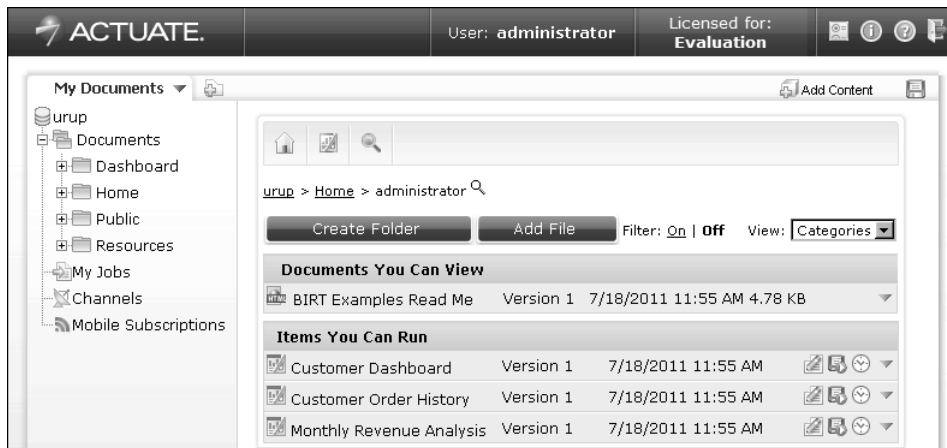 ACTUATE.
User: administrator
Licensed for:
Evaluation
My Documents
Add Content
urup
Documents
Dashboard
Home
Public
Resources
My Jobs
Channels
Mobile Subscriptions
urup > Home > administrator
Create Folder Add File Filter: On | Off View: Categories
Documents You Can View
BIRT Examples Read Me Version 1 7/18/2011 11:55 AM 4.78 KB
Items You Can Run
Customer Dashboard Version 1 7/18/2011 11:55 AM
Customer Order History Version 1 7/18/2011 11:55 AM
Monthly Revenue Analysis Version 1 7/18/2011 11:55 AM